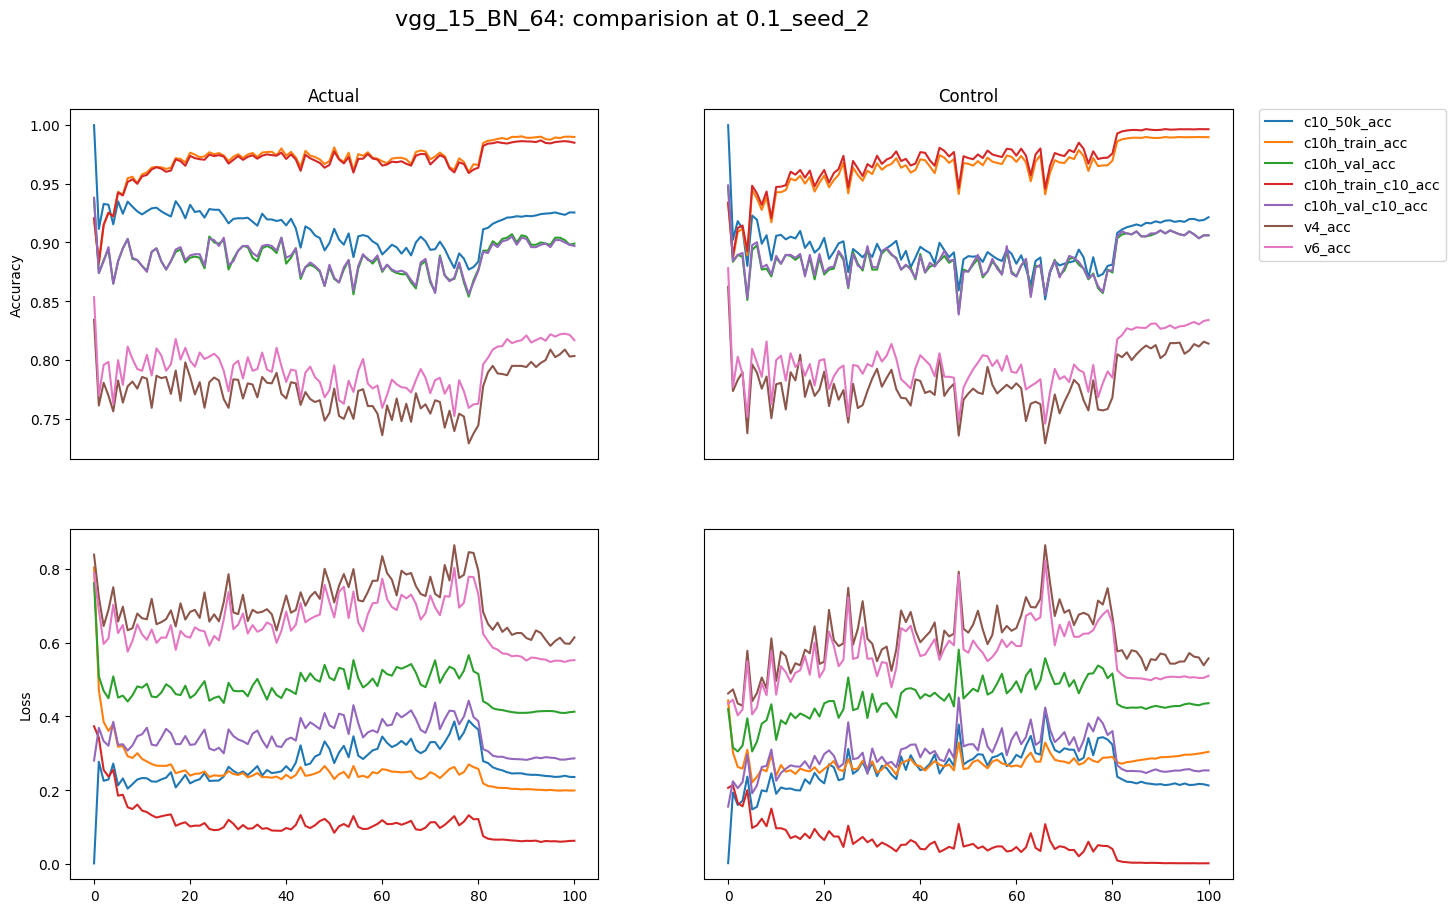 vgg_15_BN_64: comparision at 0.1_seed_2
Actual
Control
Accuracy
1.00
0.95
0.90
0.85
0.80
0.75
c10_50k_acc
c10h_train_acc
c10h_val_acc
c10h_train_c10_acc
c10h_val_c10_acc
v4_acc
v6_acc
Loss
0.8
0.6
0.4
0.2
0.0
0 20 40 60 80 100
0 20 40 60 80 100